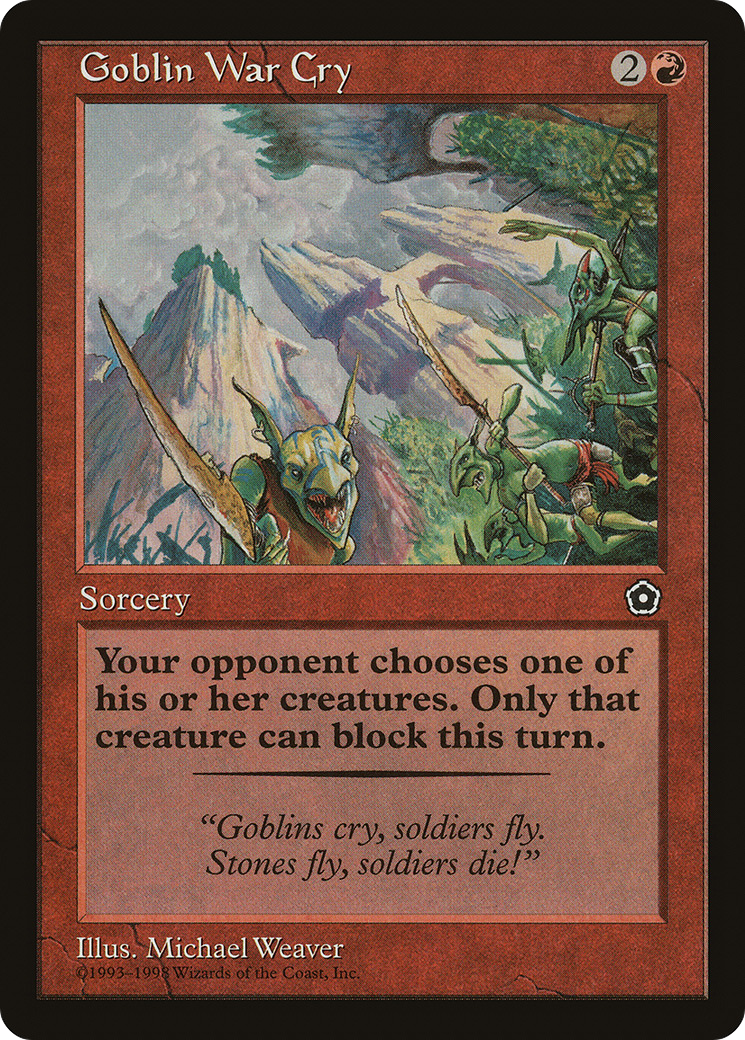 Goblin War Cry 2
Sorcery
Your opponent chooses one of
his or her creatures. Only that
creature can block this turn.
“Goblins cry, soldiers fly.
Stones fly, soldiers die!”
Illus. Michael Weaver
©1993–1998 Wizards of the Coast, Inc.